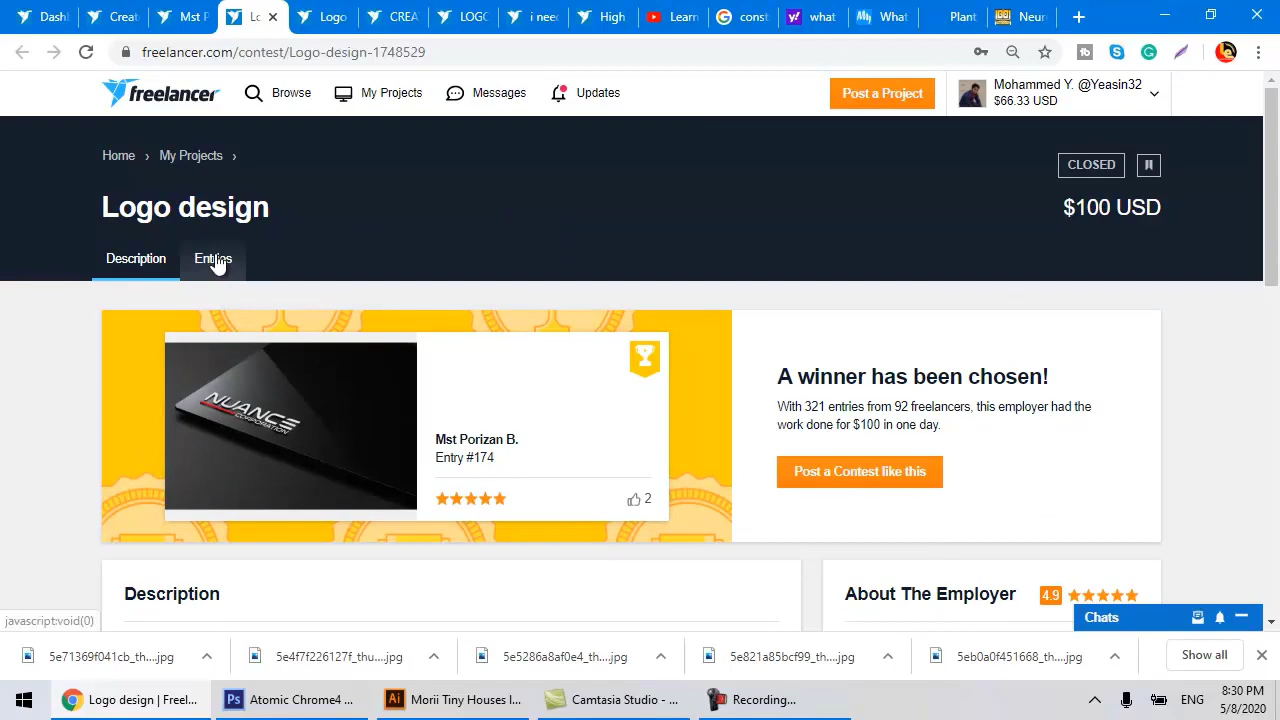 Dash
Creat
Mst P
Lo
Logo
CREA
LOGO
i nee
High
Learn
const
what
What
Plant
Neur
freelancer.com/contest/Logo-design-1748529
freelancer
Browse
My Projects
Messages
Updates
Post a Project
Mohammed Y. @Yeasin32
$66.33 USD
Home › My Projects ›
CLOSED
Logo design
$100 USD
Description
Entries
NUANCE
CORPORATION
Mst Porizan B.
Entry #174
2
A winner has been chosen!
With 321 entries from 92 freelancers, this employer had the
work done for $100 in one day.
Post a Contest like this
Description
About The Employer
4.9
Chats
javascript:void(0)
5e71369f041cb_th....jpg
5e4f7f226127f_thu....jpg
5e5286a8af0e4_th....jpg
5e821a85bcf99_th....jpg
5eb0a0f451668_th....jpg
Show all
Logo design | Freel...
Atomic Chrome4 ...
Morii Tiny Houses I...
Camtasia Studio - ...
Recording...
ENG
8:30 PM
5/8/2020